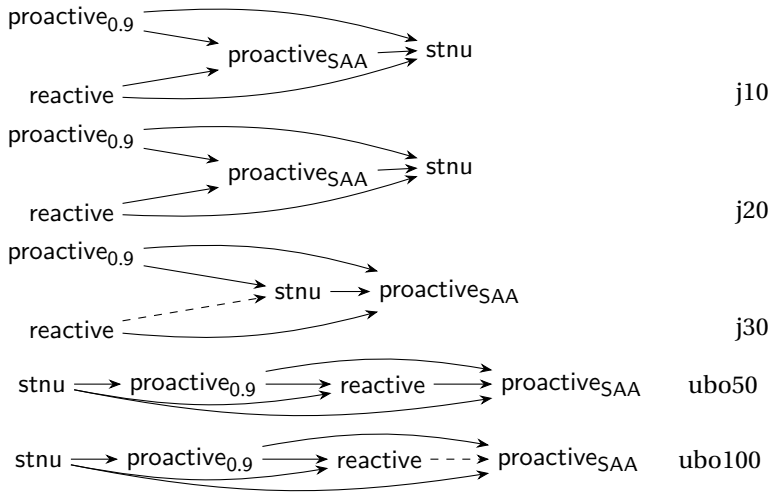 proactive0.9
proactiveSAA stnu
reactive
j10
proactive0.9
proactiveSAA stnu
reactive
j20
proactive0.9
stnu proactiveSAA
reactive
j30
stnu proactive0.9 reactive proactiveSAA ubo50
stnu proactive0.9 reactive proactiveSAA ubo100